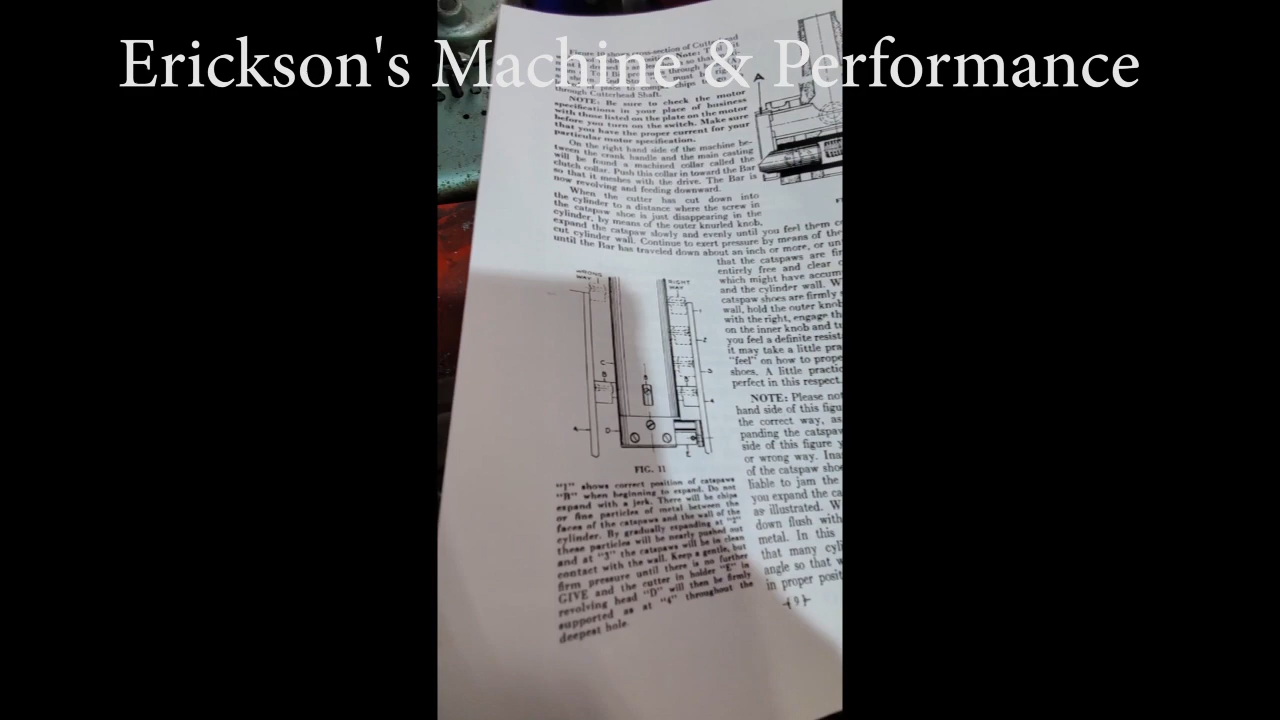 Erickson's Machine & Performance
through Cutterhead Shaft.
NOTE: Be sure to check the motor
specifications in your place of business
with those listed on the plate on the motor
before you turn on the switch. Make sure
that you have the proper current for your
particular motor specification.
On the right hand side of the machine be-
tween the crank handle and the main casting
will be found a machined collar called the
clutch collar. Push this collar in toward the Bar
so that it meshes with the drive. The Bar is
now revolving and feeding downward.
When the cutter has cut down into
the cylinder to a distance where the screw in
the catspaw shoe is just disappearing in the
cylinder, by means of the outer knurled knob,
expand the catspaw slowly and evenly until you feel them
cut cylinder wall. Continue to exert pressure by means of the
until the Bar has traveled down about an inch or more, or
that the catspaws are
entirely free and clear
which might have
and the cylinder wall.
catspaw shoes are firmly
wall, hold the outer
with the right, engage
on the inner knob and
you feel a definite
it may take a little
"feel" on how to
shoes. A little
perfect in this respect.
NOTE: Please
hand side of this
the correct way, as
panding the
side of this figure
or wrong way.
of the catspaw
liable to jam the
you expand the
as illustrated.
down flush with
metal. In this
that many
angle so that
in proper
A
WRONG
WAY
RIGHT
WAY
1
2
3
4
C
B
A
D
E
FIG. 11
"1" shows correct position of catspaws
"B" when beginning to expand. Do not
expand with a jerk. There will be chips
or fine particles of metal between the
faces of the catspaws and the wall of the
cylinder. By gradually expanding at "2"
these particles will be nearly pushed out
and at "3" the catspaws will be in clean
contact with the wall. Keep a gentle, but
firm pressure until there is no further
GIVE and the cutter in holder "E" in
revolving head "D" will then be firmly
supported as at "4" throughout the
deepest hole.